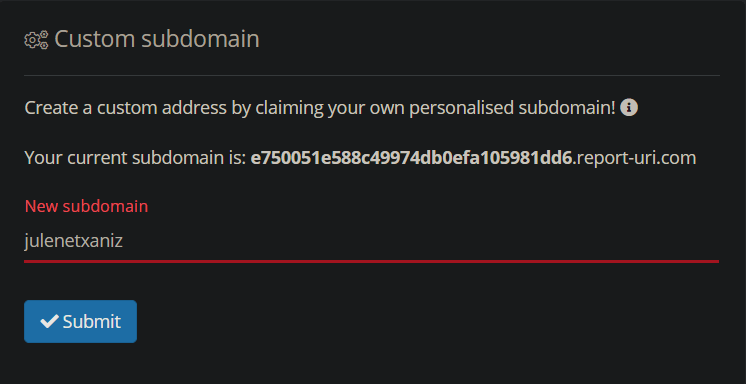 Custom subdomain
Create a custom address by claiming your own personalised subdomain!
Your current subdomain is: e750051e588c49974db0efa105981dd6.report-uri.com
New subdomain
julenetxaniz
Submit